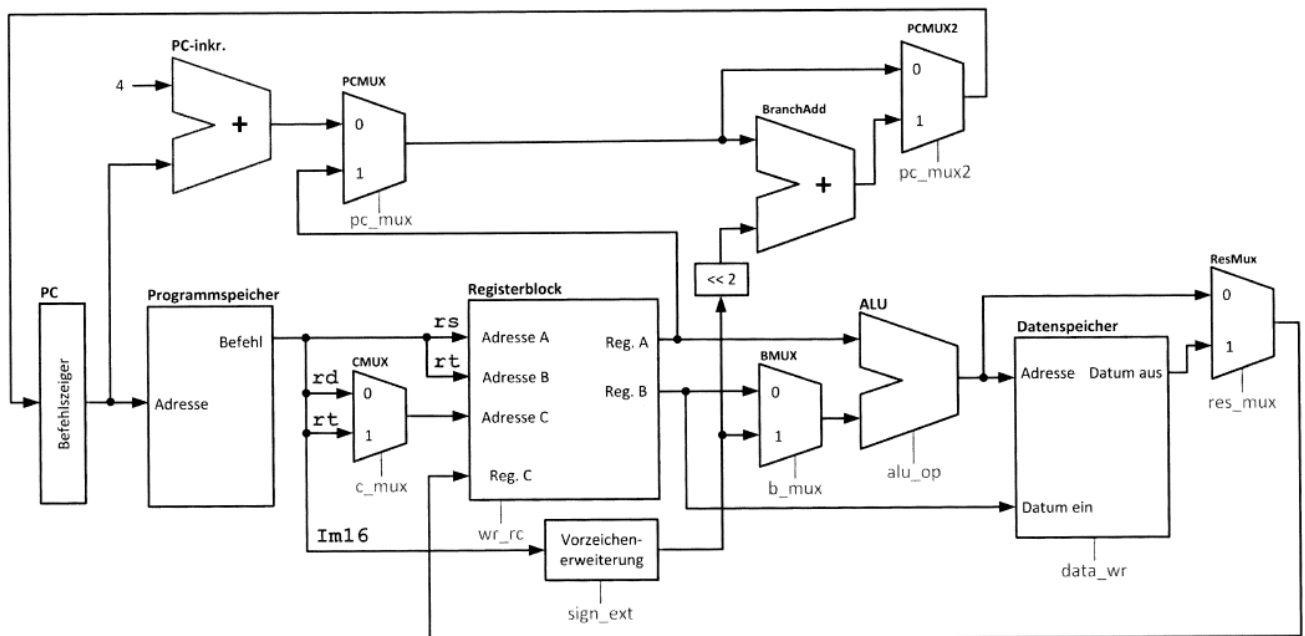 PCMUX2
PC-inkr.
0
4
PCMUX
BranchAdd
+
0
1
1
+
pc_mux2
pc_mux
<< 2
ResMux
PC
Programmspeicher
Registerblock
ALU
0
Befehl
rs
Adresse A
Reg. A
Datenspeicher
1
CMUX
rt
Adresse B
BMUX
Adresse
Datum aus
rd
0
Reg. B
0
res_mux
Befehlszeiger
Adresse
rt
1
Adresse C
1
alu_op
c_mux
Reg. C
b_mux
Datum ein
Im16
wr_rc
Vorzeichen-
erweiterung
data_wr
sign_ext